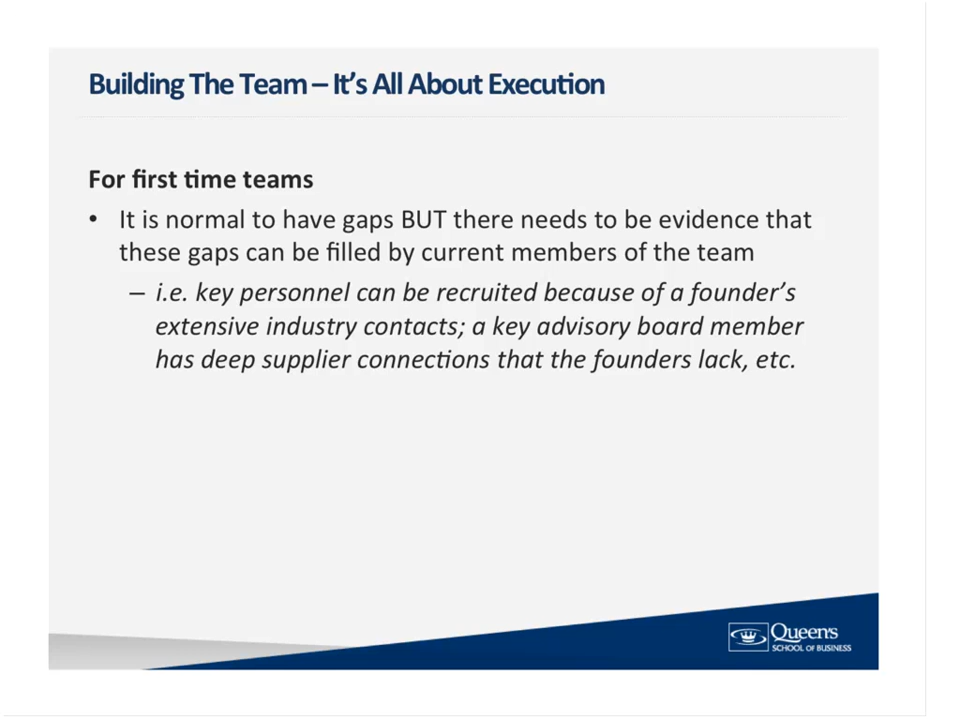 Building The Team – It's All About Execution
For first time teams
• It is normal to have gaps BUT there needs to be evidence that
these gaps can be filled by current members of the team
– i.e. key personnel can be recruited because of a founder's
extensive industry contacts; a key advisory board member
has deep supplier connections that the founders lack, etc.
Queen's
SCHOOL OF BUSINESS